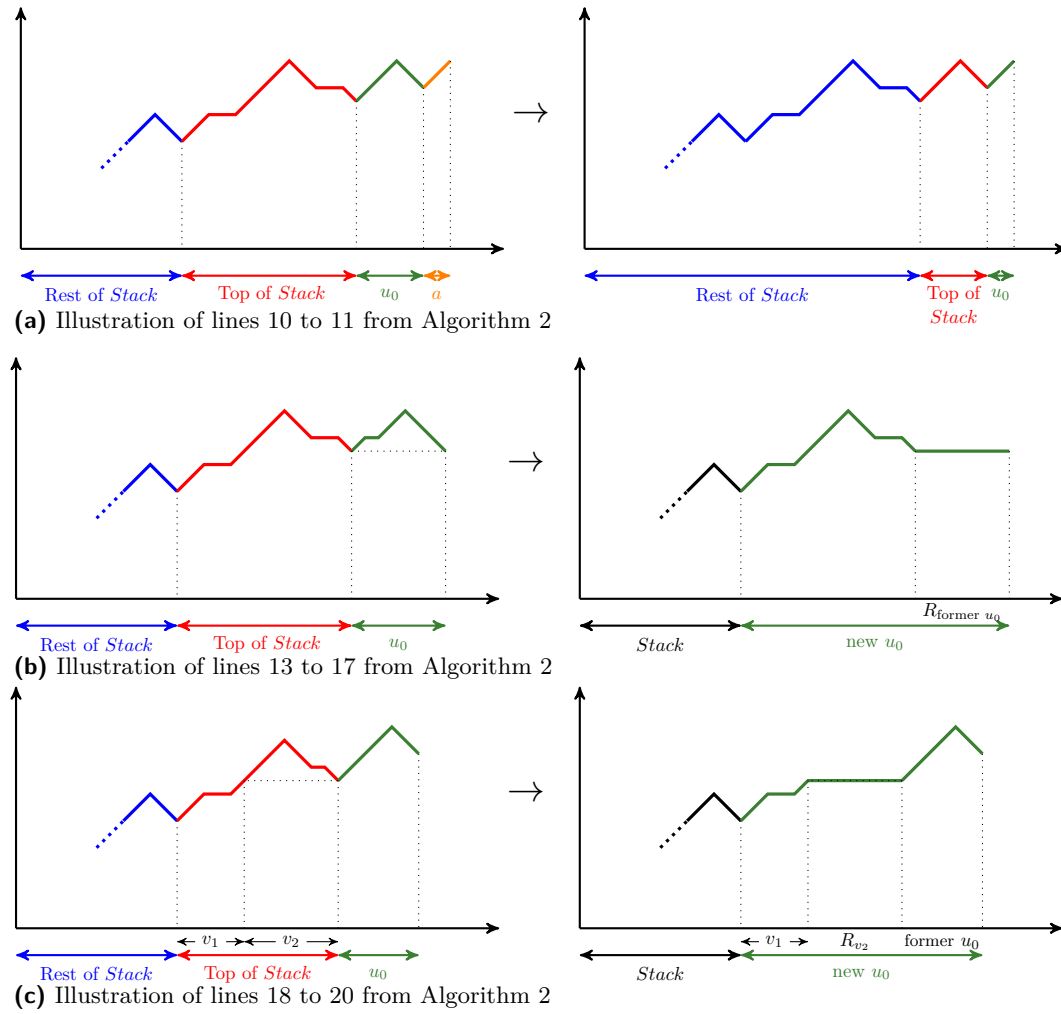 →
Rest of Stack Top of Stack u₀ a
Rest of Stack Top of Stack u₀
(a) Illustration of lines 10 to 11 from Algorithm 2
→
Rest of Stack Top of Stack u₀
R_former u₀
Stack new u₀
(b) Illustration of lines 13 to 17 from Algorithm 2
→
v₁ v₂
Rest of Stack Top of Stack u₀
v₁ R_v₂ former u₀
Stack new u₀
(c) Illustration of lines 18 to 20 from Algorithm 2